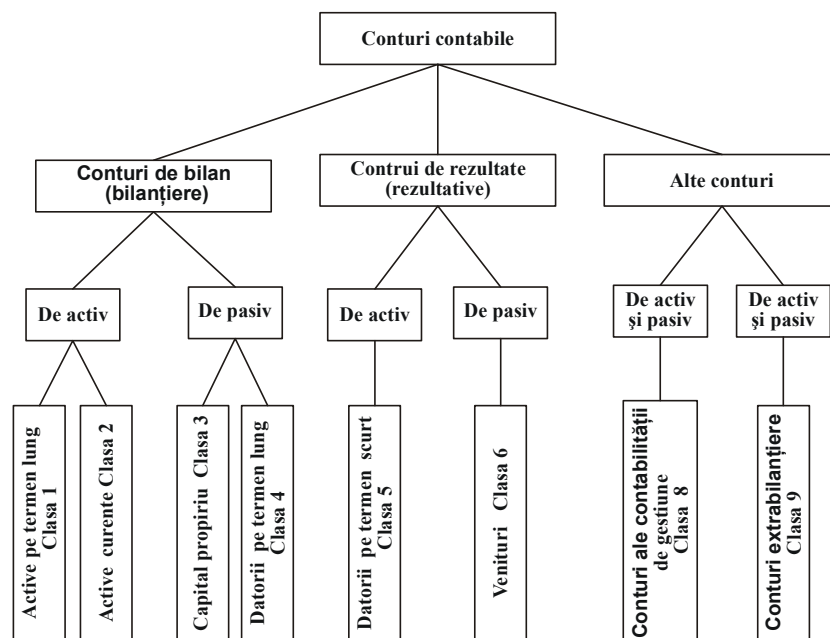 Conturi contabile
Conturi de bilan
(bilanțiere)
Contrui de rezultate
(rezultative)
Alte conturi
De activ
De pasiv
De activ
De pasiv
De activ
şi pasiv
De activ
şi pasiv
Active pe termen lung
Clasa 1
Active curente Clasa 2
Capital propiriu Clasa 3
Datorii pe termen lung
Clasa 4
Datorii pe termen scurt
Clasa 5
Venituri Clasa 6
Conturi ale contabilității
de gestiune
Clasa 8
Conturi extrabilanțiere
Clasa 9